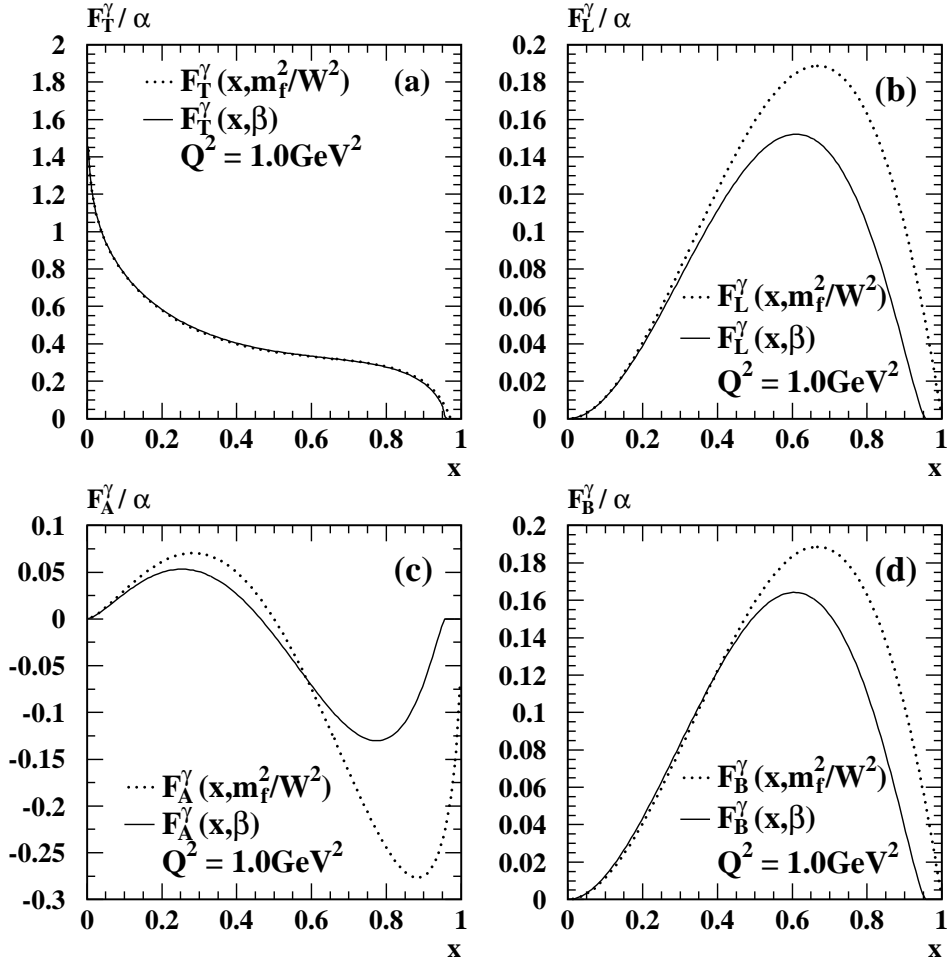 F_T^γ / α
2
1.8
1.6
1.4
1.2
1
0.8
0.6
0.4
0.2
0
0 0.2 0.4 0.6 0.8 1
x
F_T^γ (x,m_f^2/W^2)
F_T^γ (x,β)
Q^2 = 1.0GeV^2
(a)
F_L^γ / α
0.2
0.18
0.16
0.14
0.12
0.1
0.08
0.06
0.04
0.02
0
0 0.2 0.4 0.6 0.8 1
x
(b)
F_L^γ (x,m_f^2/W^2)
F_L^γ (x,β)
Q^2 = 1.0GeV^2
F_A^γ / α
0.1
0.05
0
-0.05
-0.1
-0.15
-0.2
-0.25
-0.3
0 0.2 0.4 0.6 0.8 1
x
(c)
F_A^γ (x,m_f^2/W^2)
F_A^γ (x,β)
Q^2 = 1.0GeV^2
F_B^γ / α
0.2
0.18
0.16
0.14
0.12
0.1
0.08
0.06
0.04
0.02
0
0 0.2 0.4 0.6 0.8 1
x
(d)
F_B^γ (x,m_f^2/W^2)
F_B^γ (x,β)
Q^2 = 1.0GeV^2